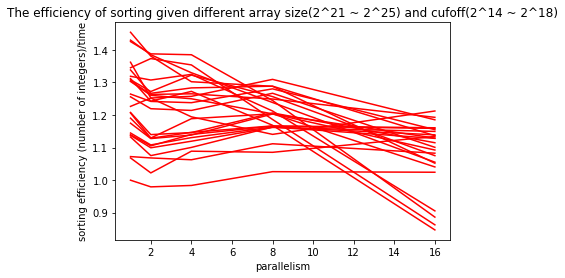 The efficiency of sorting given different array size(2^21 ~ 2^25) and cufoff(2^14 ~ 2^18)
sorting efficiency (number of integers)/time
1.4
1.3
1.2
1.1
1.0
0.9
2 4 6 8 10 12 14 16
parallelism